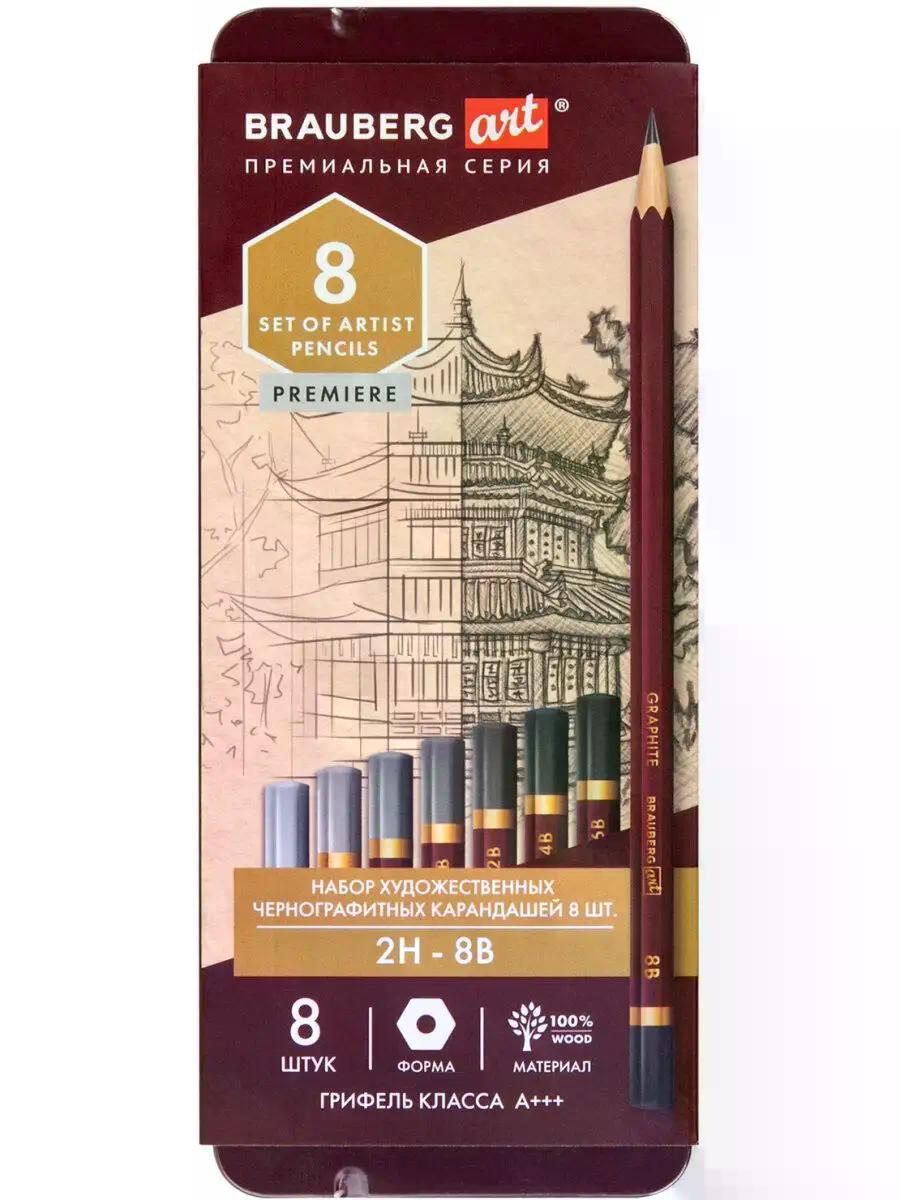 BRAUBERG art ®
ПРЕМИАЛЬНАЯ СЕРИЯ
8
SET OF ARTIST
PENCILS
PREMIERE
GRAPHITE BRAUBERG art 8B
B
2B
4B
5B
НАБОР ХУДОЖЕСТВЕННЫХ
ЧЕРНОГРАФИТНЫХ КАРАНДАШЕЙ 8 ШТ.
2H - 8B
8
ШТУК
ФОРМА
100%
WOOD
МАТЕРИАЛ
ГРИФЕЛЬ КЛАССА А+++